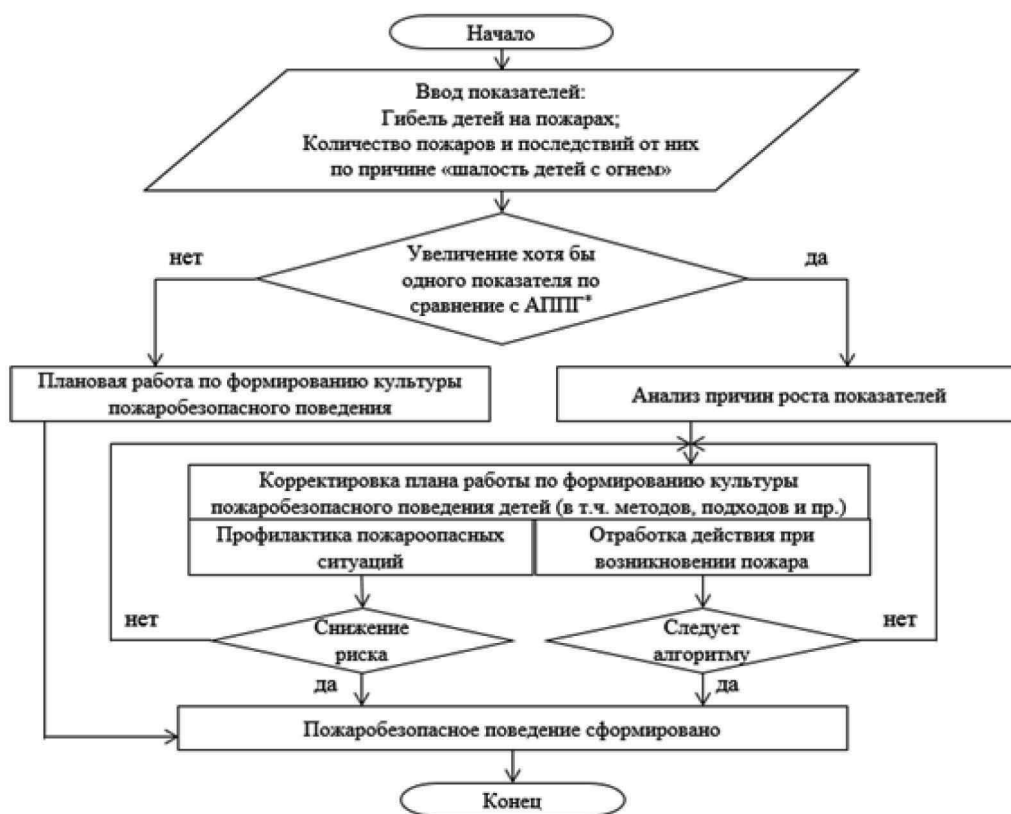 Начало
Ввод показателей:
Гибель детей на пожарах;
Количество пожаров и последствий от них
по причине «шалость детей с огнем»
нет
Увеличение хотя бы
одного показателя по
сравнение с АППГ*
да
Плановая работа по формированию культуры
пожаробезопасного поведения
Анализ причин роста показателей
Корректировка плана работы по формированию культуры
пожаробезопасного поведения детей (в т.ч. методов, подходов и пр.)
Профилактика пожароопасных
ситуаций
Отработка действия при
возникновении пожара
нет
Снижение
риска
да
Следует
алгоритму
нет
да
Пожаробезопасное поведение сформировано
Конец